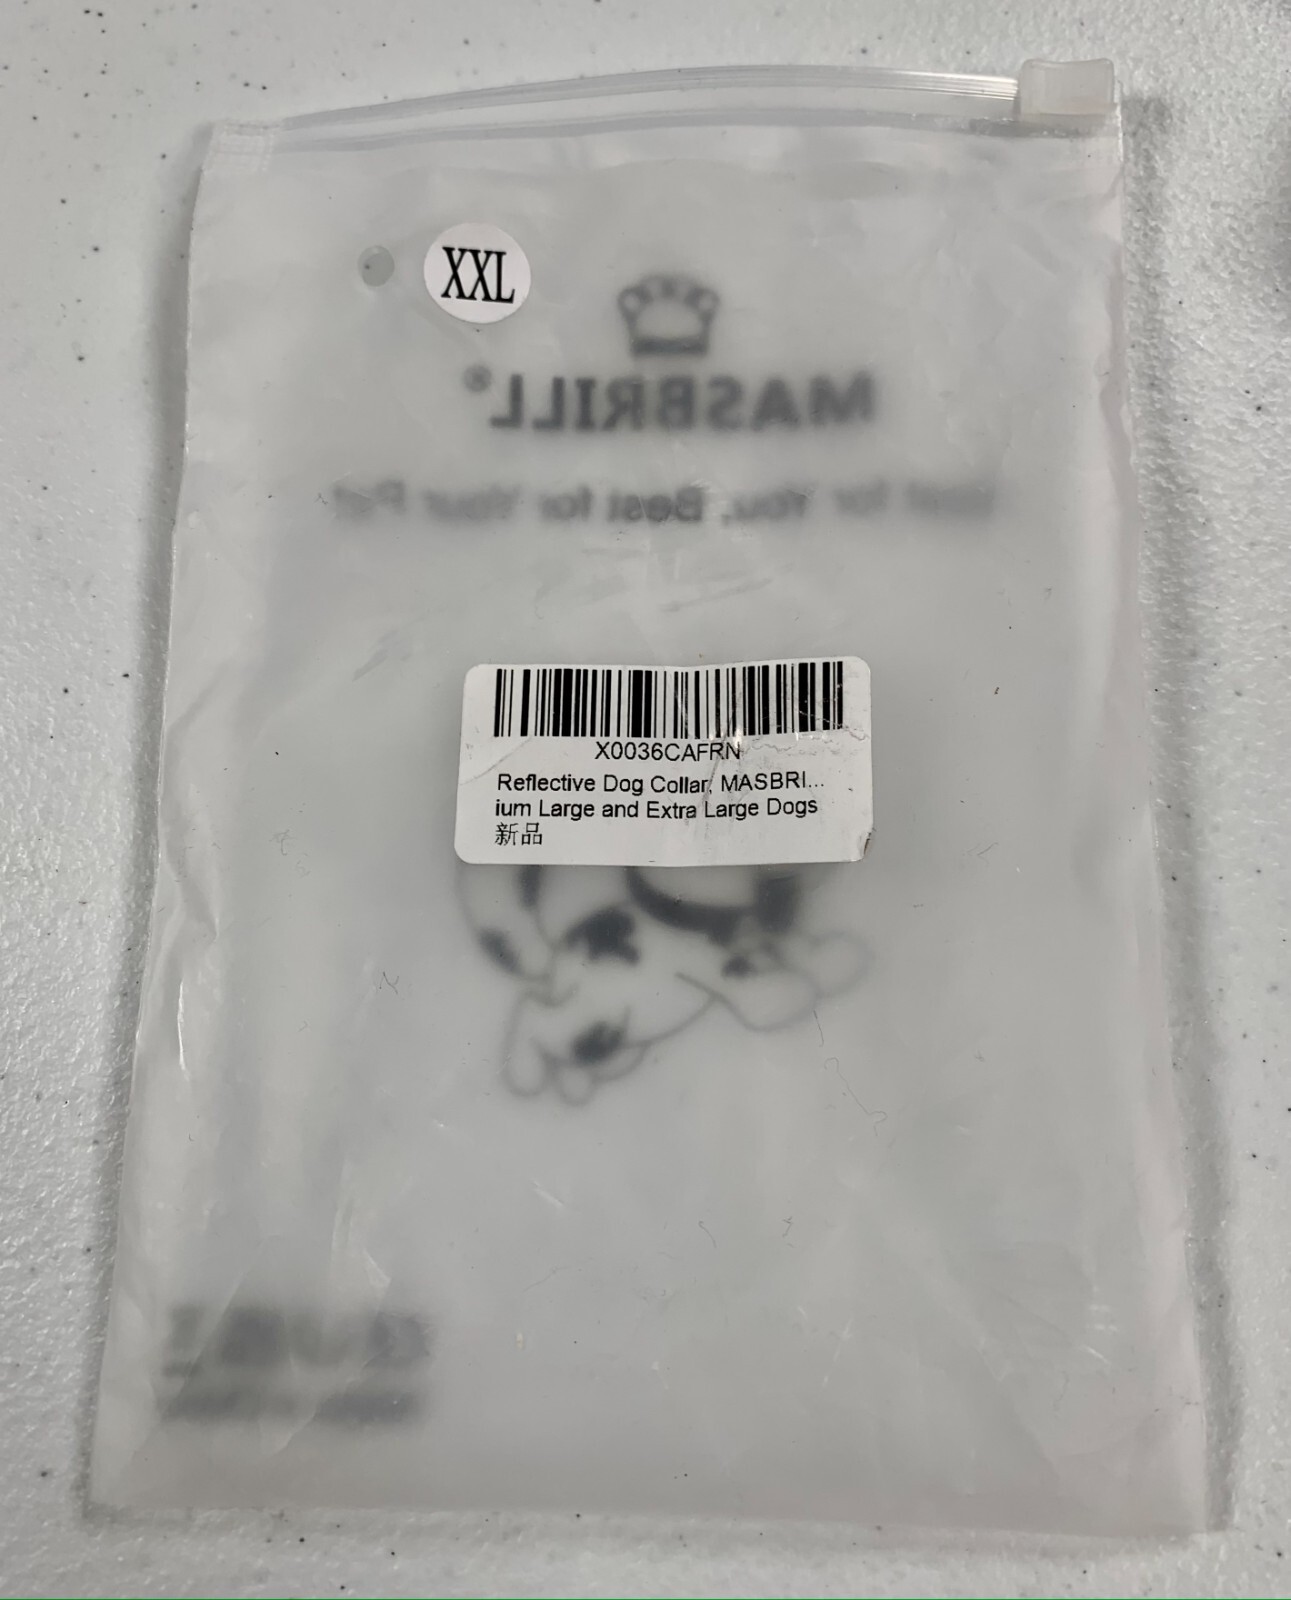 XXL
MASBRILL®
Best for You, Best for Your Pet
X0036CAFRN
Reflective Dog Collar, MASBRI...
ium Large and Extra Large Dogs
新品